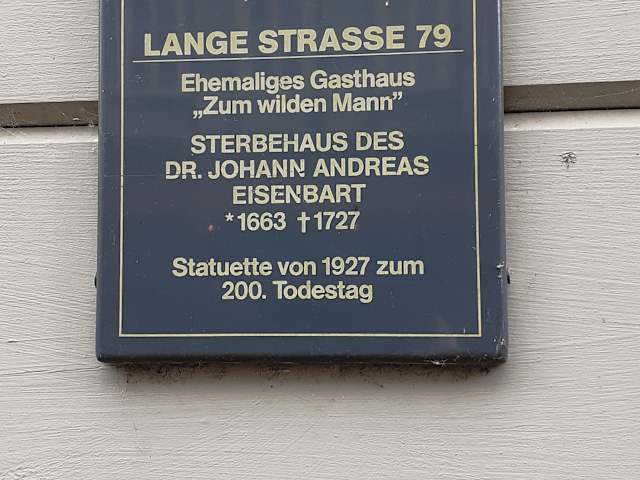 LANGE STRASSE 79
Ehemaliges Gasthaus
„Zum wilden Mann”
STERBEHAUS DES
DR. JOHANN ANDREAS
EISENBART
*1663 †1727
Statuette von 1927 zum
200. Todestag